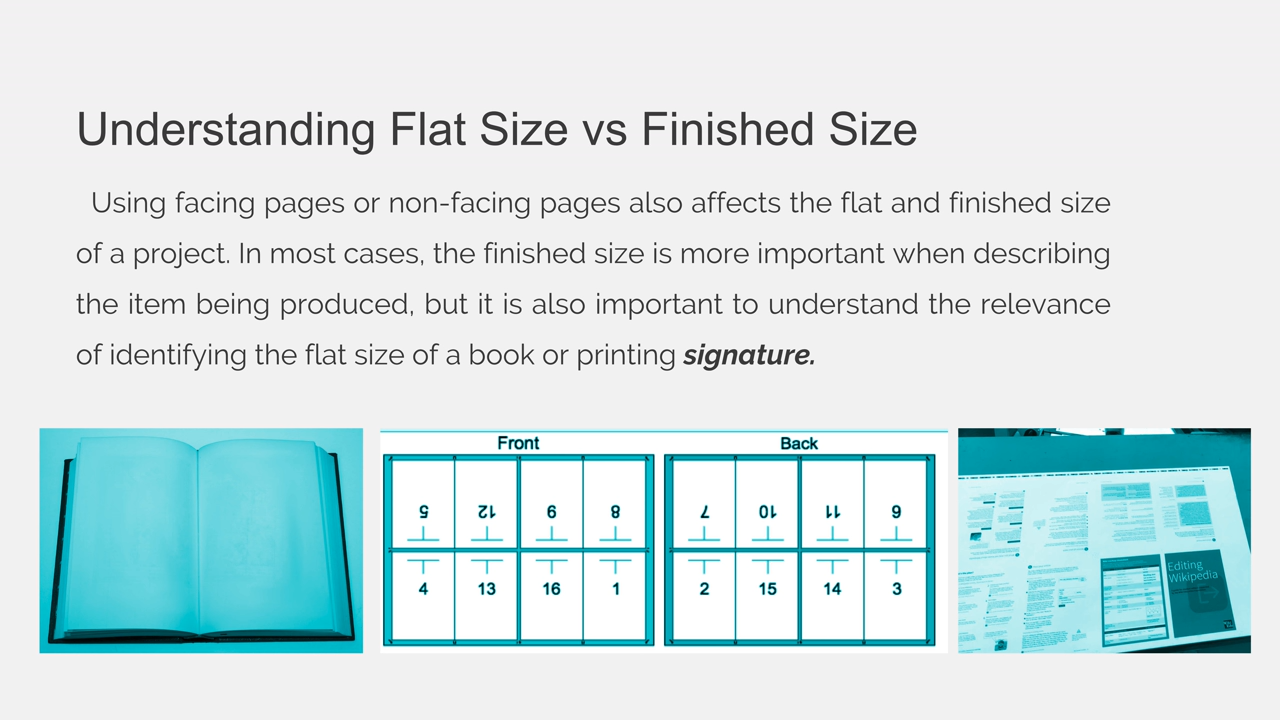 Understanding Flat Size vs Finished Size
Using facing pages or non-facing pages also affects the flat and finished size
of a project. In most cases, the finished size is more important when describing
the item being produced, but it is also important to understand the relevance
of identifying the flat size of a book or printing signature.
Front
5 12 9 8
4 13 16 1
Back
7 10 11 6
2 15 14 3
Editing
Wikipedia